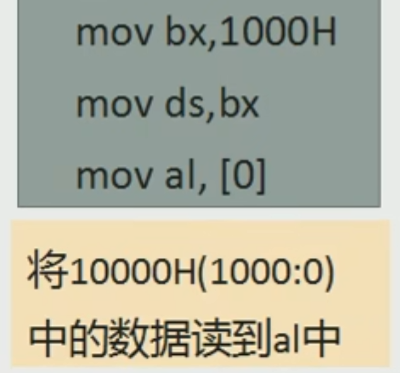 mov bx,1000H
mov ds,bx
mov al, [0]
将10000H(1000:0)
中的数据读到al中